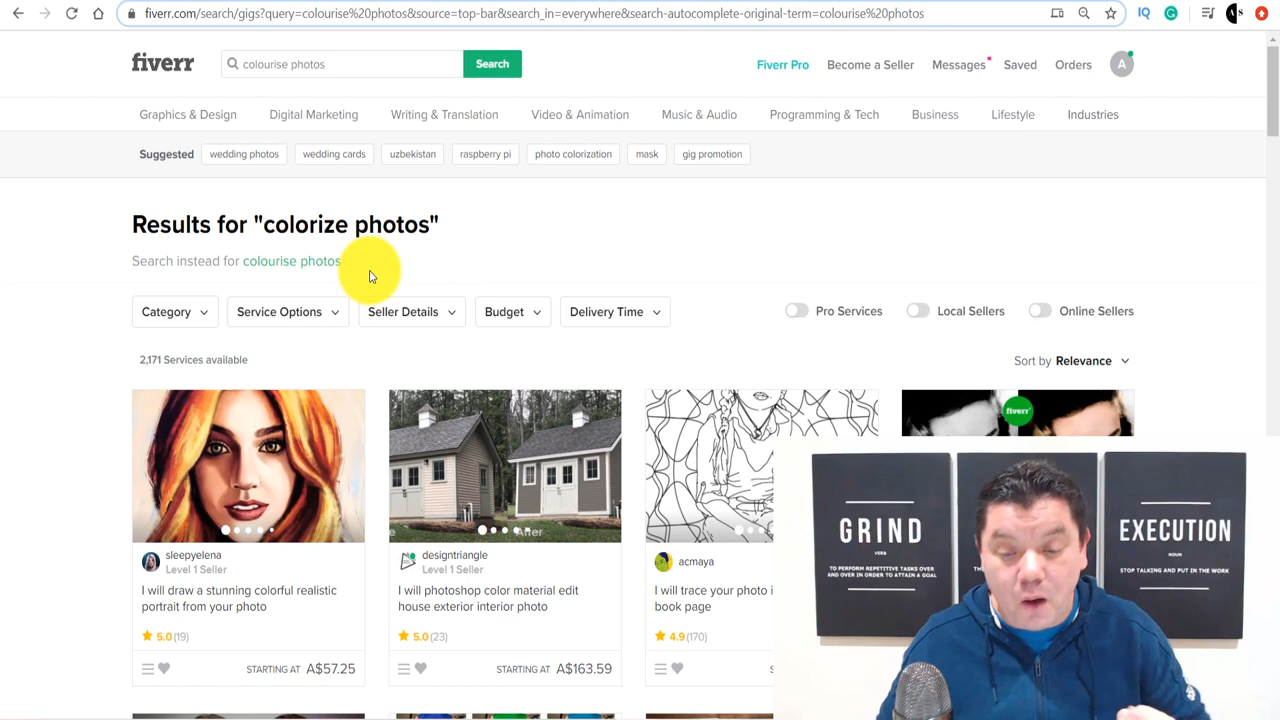 fiverr.com/search/gigs?query=colourise%20photos&source=top-bar&search_in=everywhere&search-autocomplete-original-term=colourise%20photos
IQ
fiverr
colourise photos
Search
Fiverr Pro
Become a Seller
Messages
Saved
Orders
A
Graphics & Design
Digital Marketing
Writing & Translation
Video & Animation
Music & Audio
Programming & Tech
Business
Lifestyle
Industries
Suggested
wedding photos
wedding cards
uzbekistan
raspberry pi
photo colorization
mask
gig promotion
Results for "colorize photos"
Search instead for colourise photos
Category
Service Options
Seller Details
Budget
Delivery Time
Pro Services
Local Sellers
Online Sellers
2,171 Services available
Sort by Relevance
After
fiverr
sleepyelena
Level 1 Seller
I will draw a stunning colorful realistic
portrait from your photo
5.0 (19)
STARTING AT A$57.25
designtriangle
Level 1 Seller
I will photoshop color material edit
house exterior interior photo
5.0 (23)
STARTING AT A$163.59
acmaya
I will trace your photo
book page
4.9 (170)
GRIND
VERB
TO PERFORM REPETITIVE TASKS OVER
AND OVER IN ORDER TO ATTAIN A GOAL
EXECUTION
NOUN
STOP TALKING AND PUT IN THE WORK